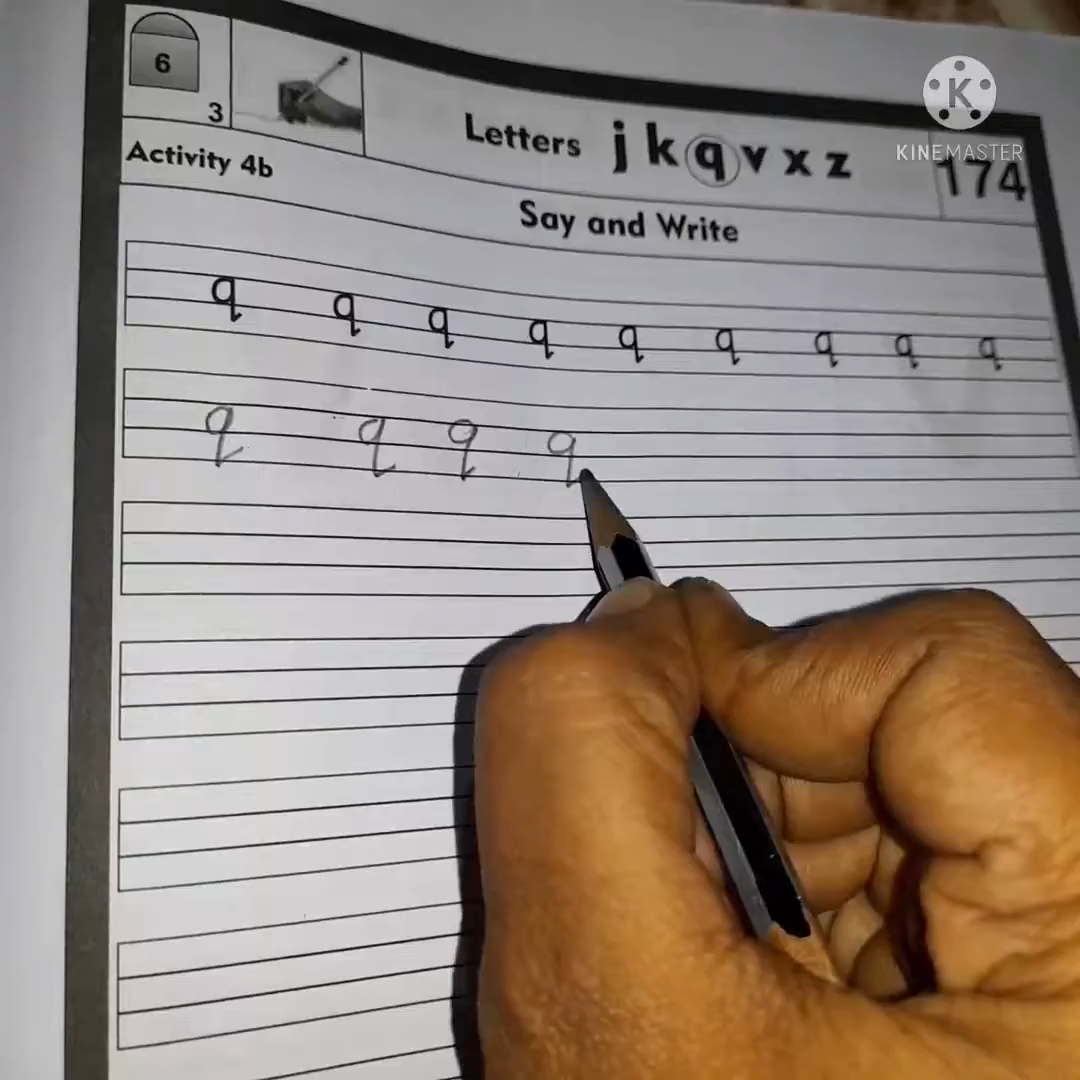 6
3
Letters j k q v x z
K
KINEMASTER
174
Activity 4b
Say and Write
q q q q q q q q q
q q q q